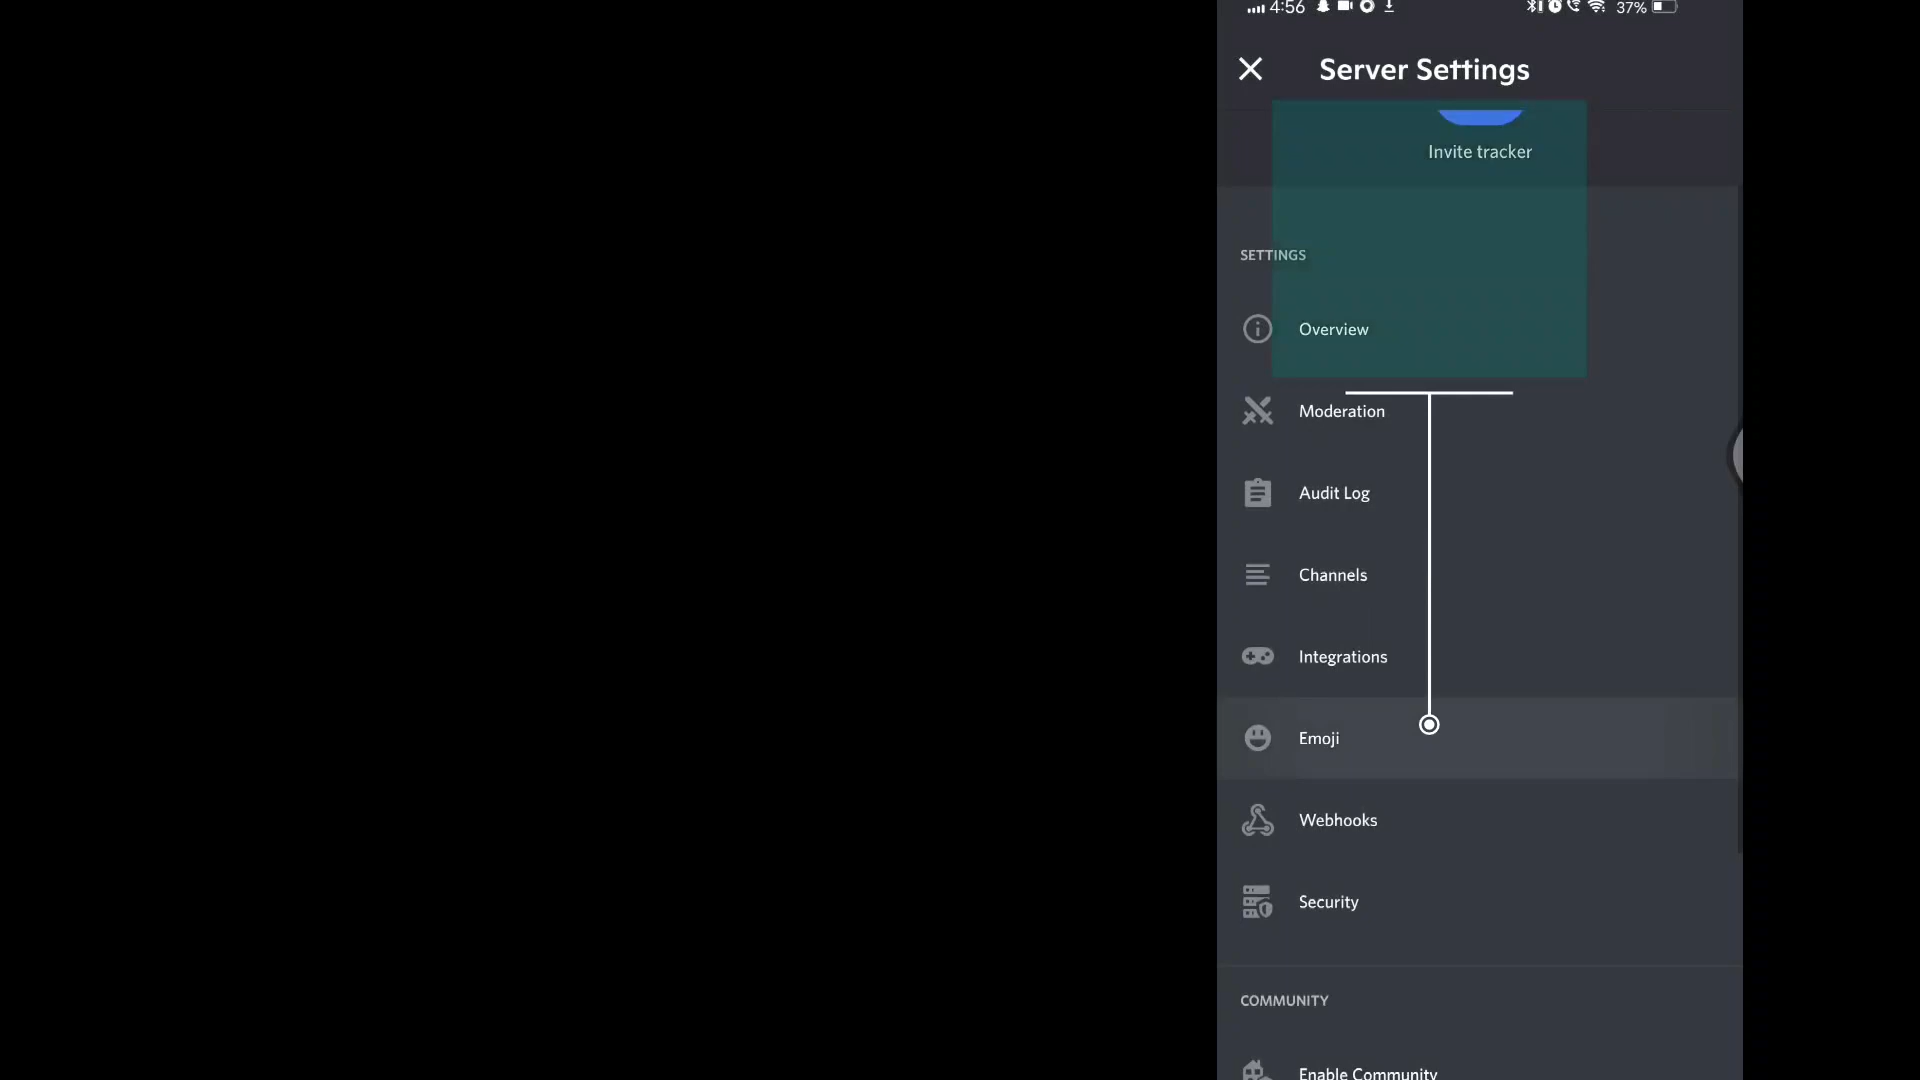 4:56 37%
Server Settings
Invite tracker
SETTINGS
Overview
Moderation
Audit Log
Channels
Integrations
Emoji
Webhooks
Security
COMMUNITY
Enable Community